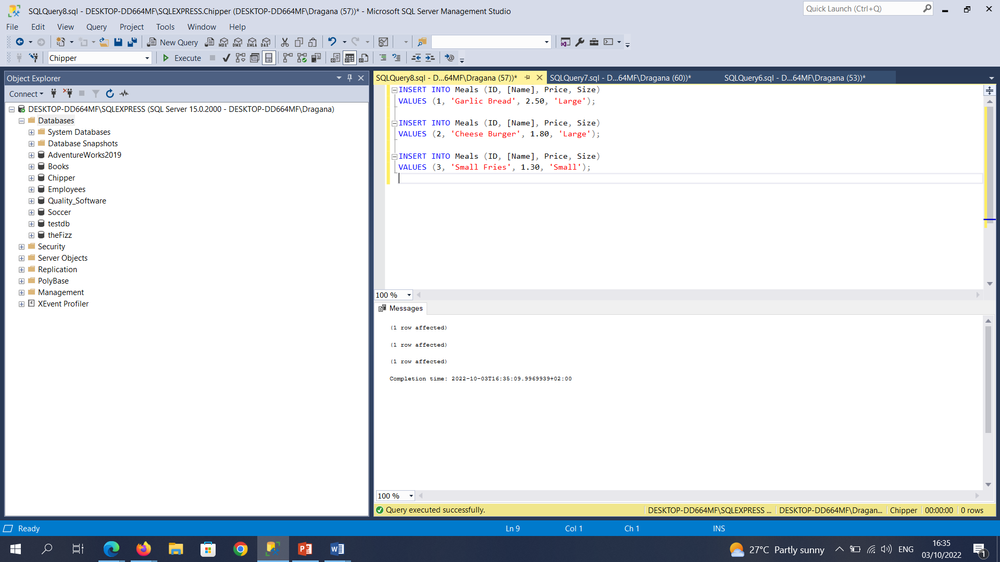 SQLQuery8.sql - DESKTOP-DD664MF\SQLEXPRESS.Chipper (DESKTOP-DD664MF\Dragana (57))* - Microsoft SQL Server Management Studio
Quick Launch (Ctrl+Q)
File Edit View Query Project Tools Window Help
New Query MDX DMX XMLA DAX
Chipper Execute
Object Explorer
Connect
DESKTOP-DD664MF\SQLEXPRESS (SQL Server 15.0.2000 - DESKTOP-DD664MF\Dragana)
Databases
System Databases
Database Snapshots
AdventureWorks2019
Books
Chipper
Employees
Quality_Software
Soccer
testdb
theFizz
Security
Server Objects
Replication
PolyBase
Management
XEvent Profiler
SQLQuery8.sql - D...64MF\Dragana (57))* SQLQuery7.sql - D...64MF\Dragana (60))* SQLQuery6.sql - D...64MF\Dragana (53))*
INSERT INTO Meals (ID, [Name], Price, Size)
VALUES (1, 'Garlic Bread', 2.50, 'Large');
INSERT INTO Meals (ID, [Name], Price, Size)
VALUES (2, 'Cheese Burger', 1.80, 'Large');
INSERT INTO Meals (ID, [Name], Price, Size)
VALUES (3, 'Small Fries', 1.30, 'Small');
100 %
Messages
(1 row affected)
(1 row affected)
(1 row affected)
Completion time: 2022-10-03T16:35:09.9969939+02:00
100 %
Query executed successfully. DESKTOP-DD664MF\SQLEXPRESS ... DESKTOP-DD664MF\Dragan... Chipper 00:00:00 0 rows
Ready Ln 9 Col 1 Ch 1 INS
27°C Partly sunny ENG 16:35
03/10/2022 1